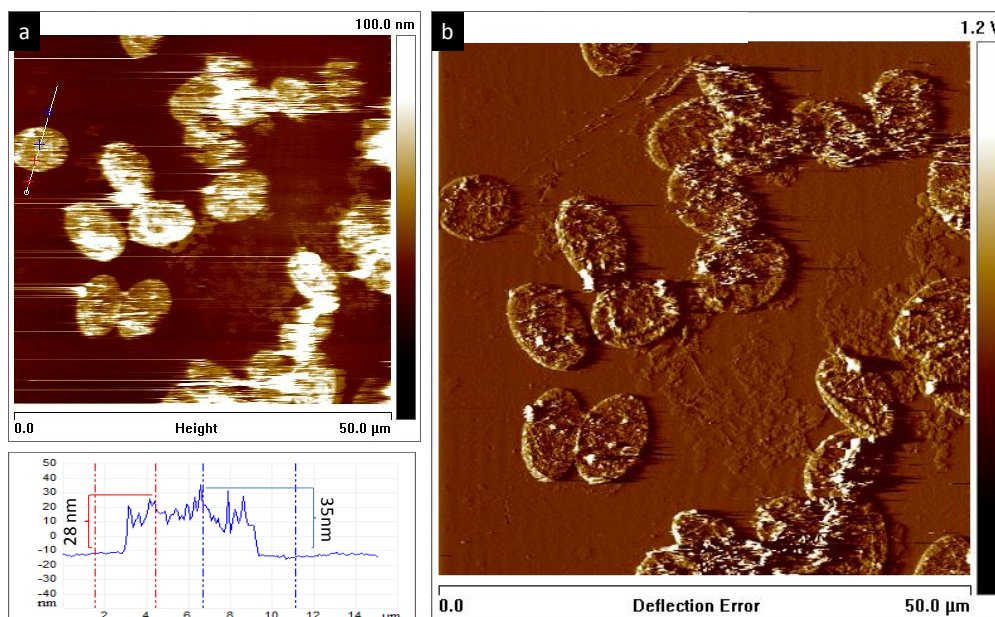 a
100.0 nm
0.0 Height 50.0 µm
50
40
30
20
10
0
-10
-20
-30
-40
nm
28 nm
35nm
2 4 6 8 10 12 14 µm
b
1.2 V
0.0 Deflection Error 50.0 µm